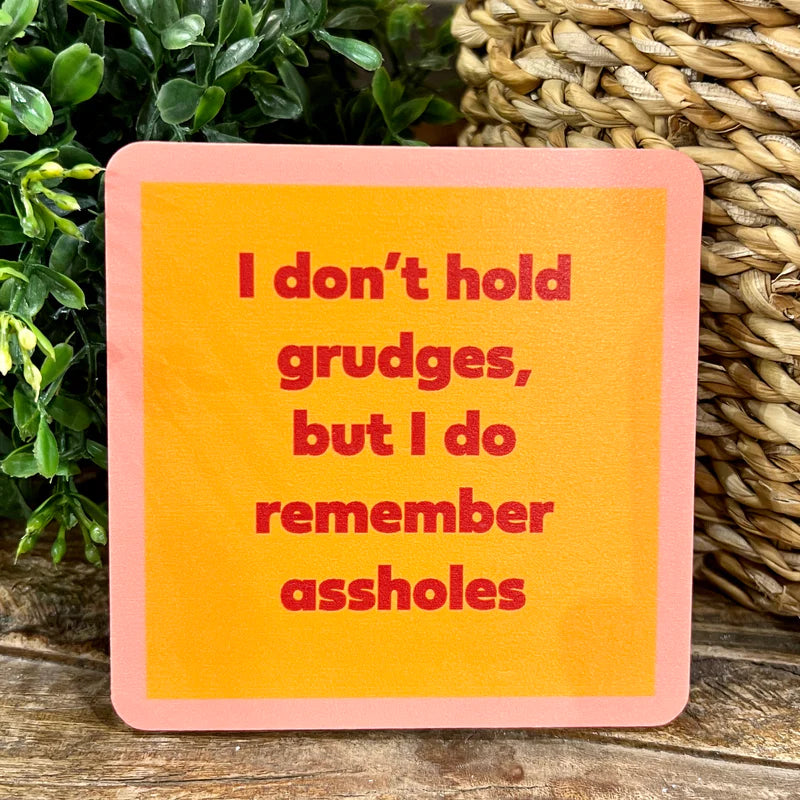 I don’t hold
grudges,
but I do
remember
assholes